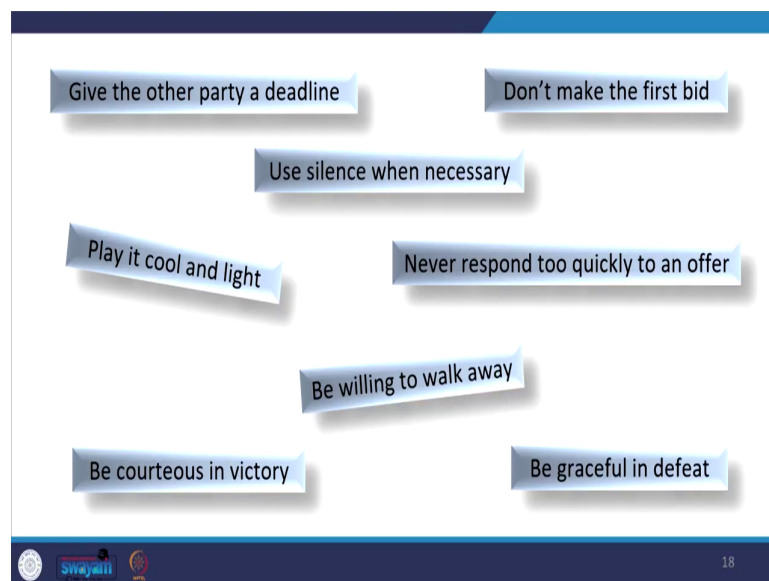 Give the other party a deadline
Don’t make the first bid
Use silence when necessary
Play it cool and light
Never respond too quickly to an offer
Be willing to walk away
Be courteous in victory
Be graceful in defeat
swayam
18